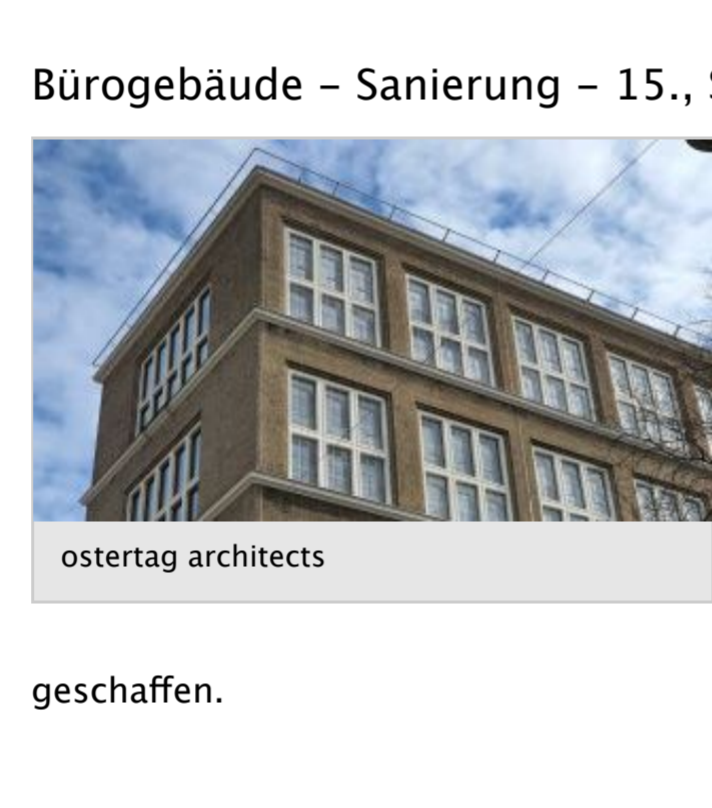 Bürogebäude – Sanierung – 15.,
ostertag architects
geschaffen.